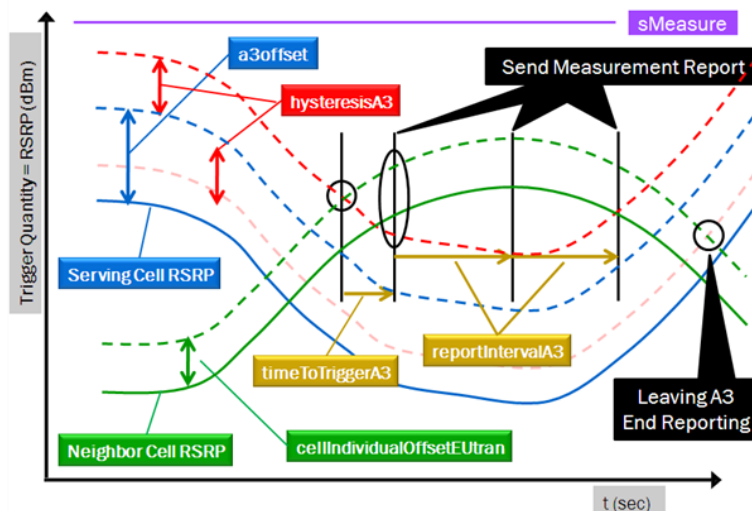 sMeasure
a3offset
Send Measurement Report
hysteresisA3
Trigger Quantity = RSRP (dBm)
Serving Cell RSRP
timeToTriggerA3
reportIntervalA3
Leaving A3
End Reporting
Neighbor Cell RSRP
cellIndividualOffsetEUtran
t (sec)